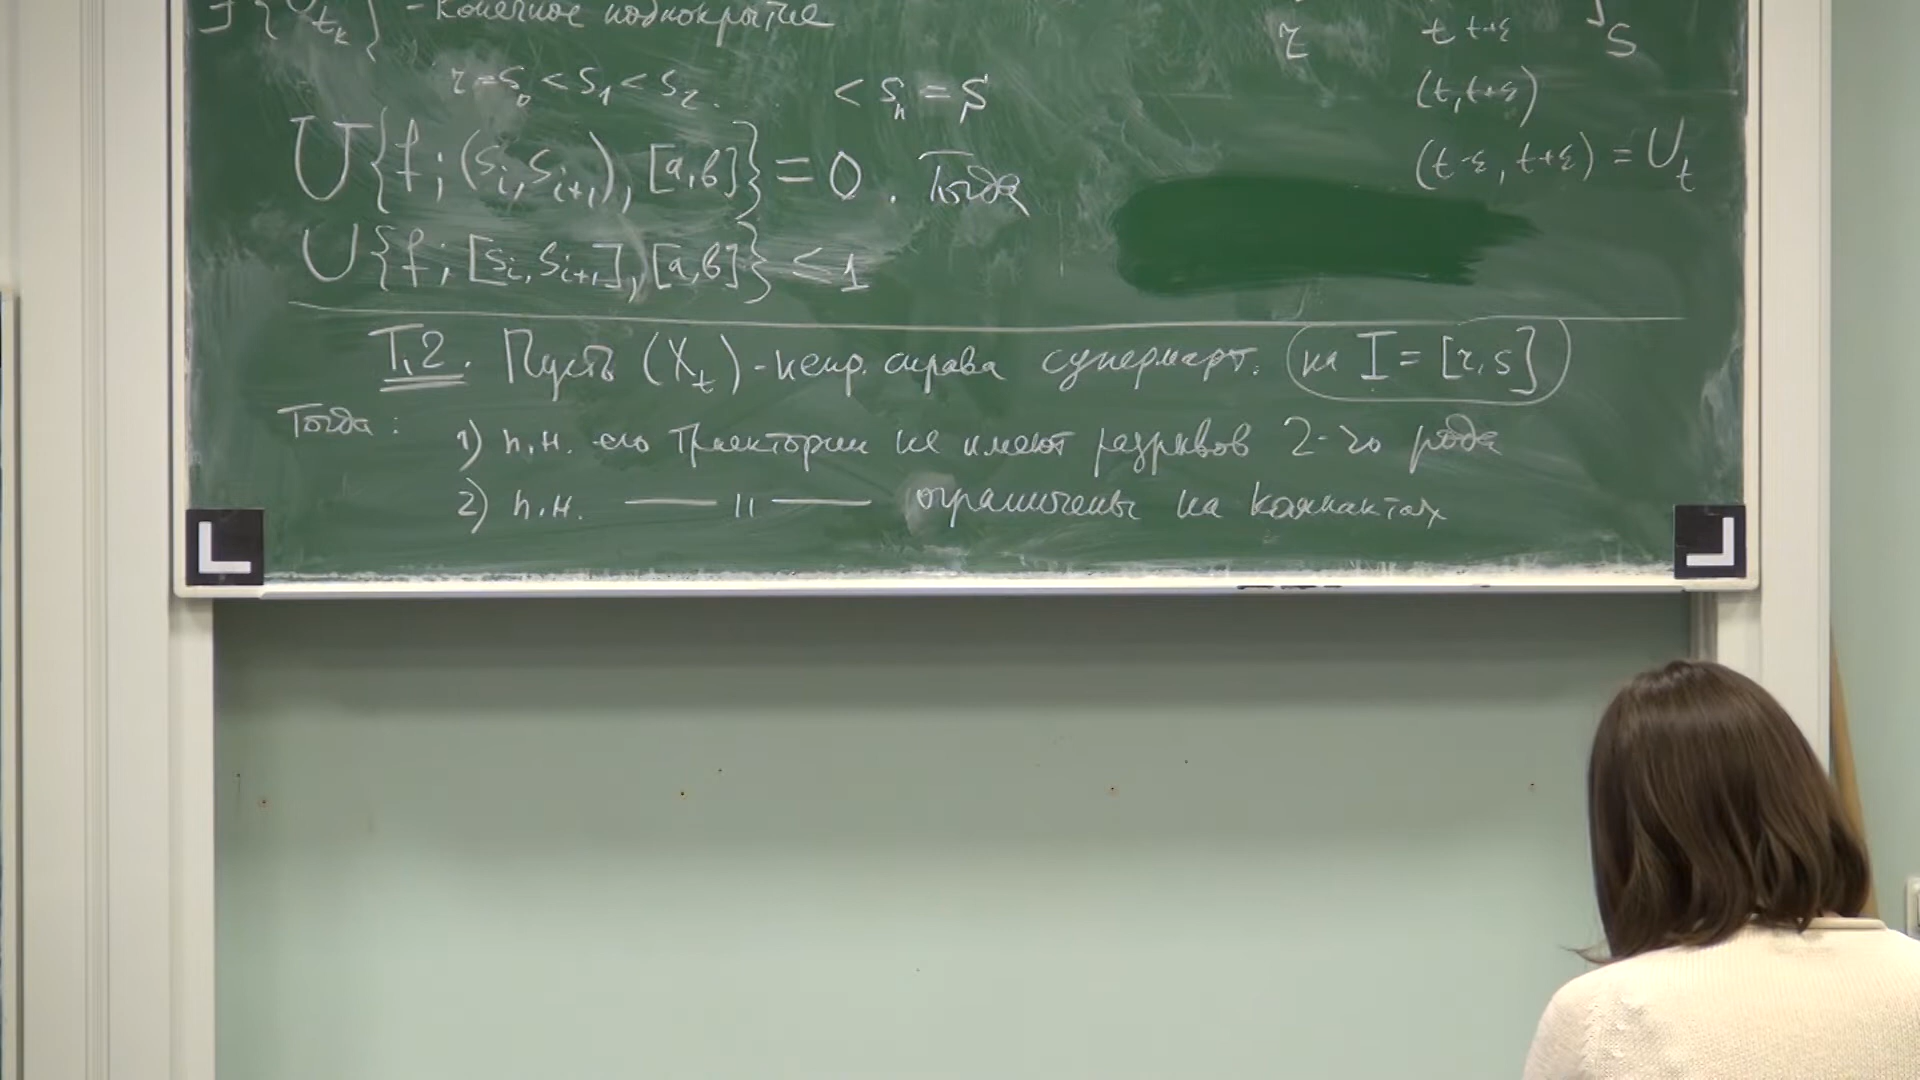 ∃ {U_{t_k}} - конечное подпокрытие
r = s_0 < s_1 < s_2 . . . < s_n = s
U{f; (s_i, s_{i+1}), [a, b]} = 0 . Тогда
U{f; [s_i, s_{i+1}], [a, b]} ≤ 1
r t t+ε ] s
(t, t+ε)
(t-ε, t+ε) = U_t
Т.2. Пусть (X_t) - непр. справа супермарт. (на I = [r, s])
Тогда:
1) п.н. его траектории не имеют разрывов 2-го рода
2) п.н. —— " —— ограничены на компактах